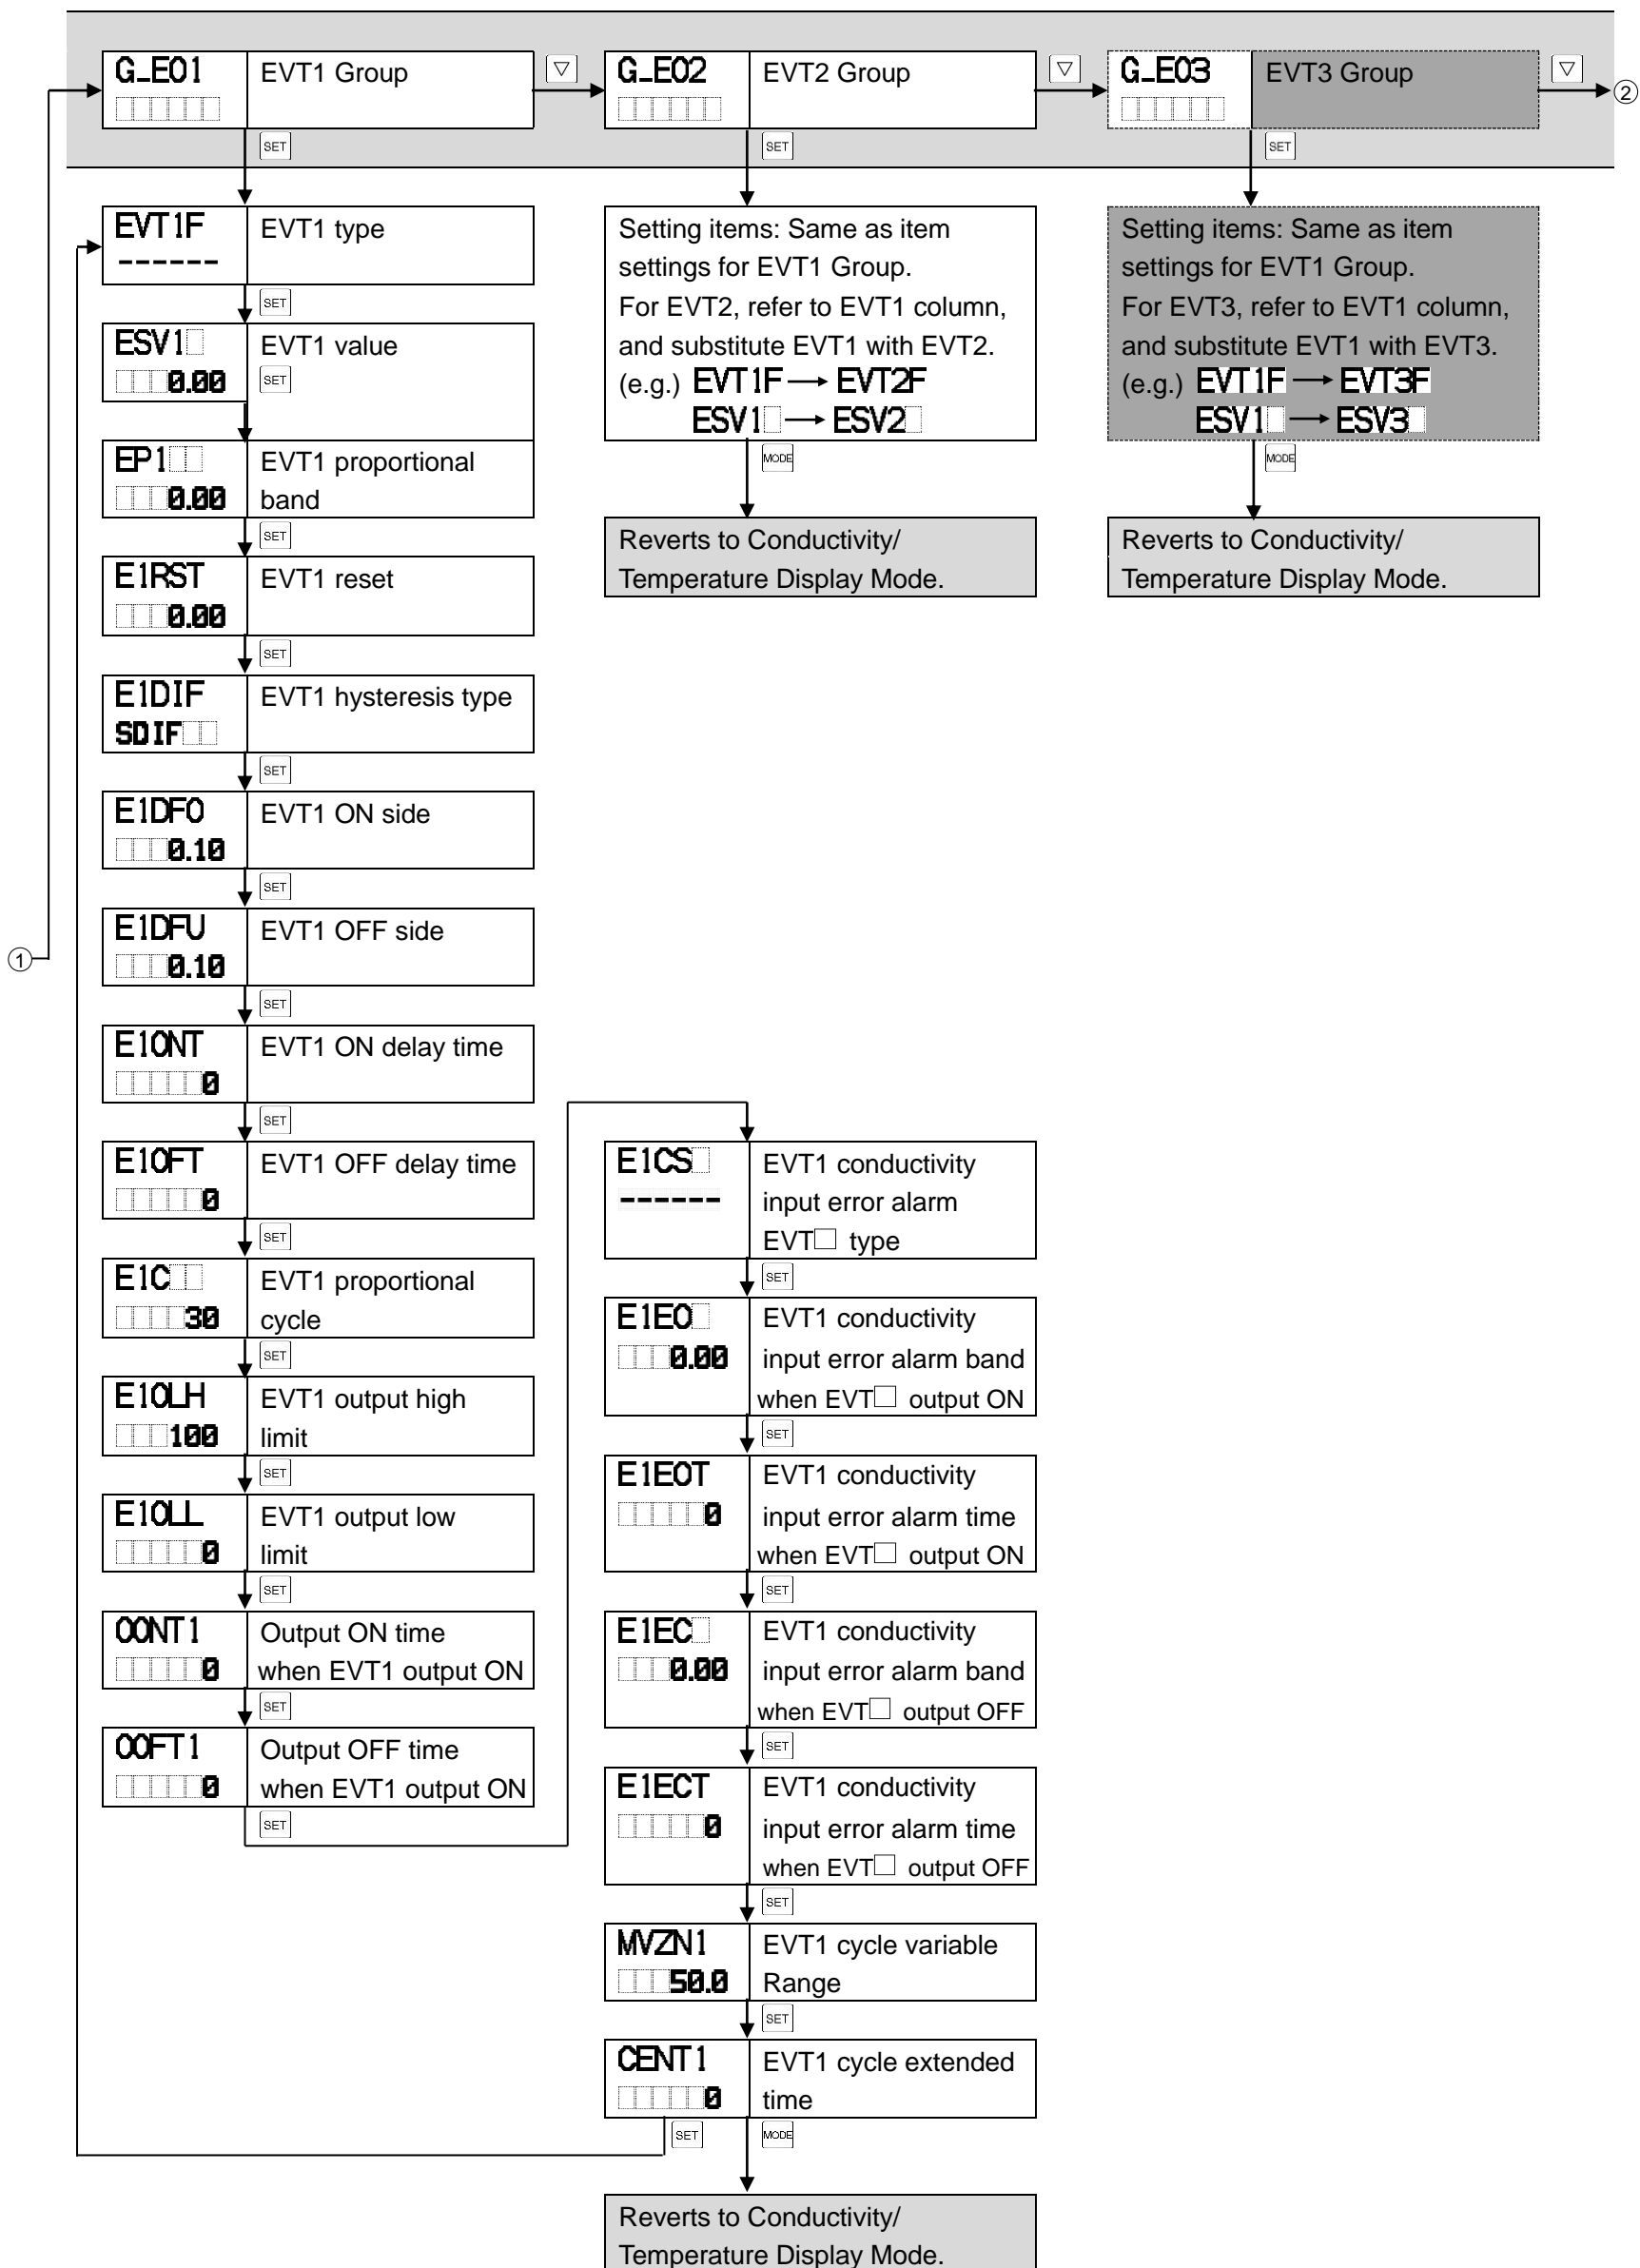 G_EO1
EVT1 Group
▽
G_EO2
EVT2 Group
▽
G_EO3
EVT3 Group
▽
②
SET
SET
SET
EVT1F
------
EVT1 type
SET
ESV1
0.00
EVT1 value
SET
EP1
0.00
EVT1 proportional
band
SET
E1RST
0.00
EVT1 reset
SET
E1DIF
SDIF
EVT1 hysteresis type
SET
E1DFO
0.10
EVT1 ON side
SET
E1DFU
0.10
EVT1 OFF side
①
SET
E1ONT
0
EVT1 ON delay time
SET
E1OFT
0
EVT1 OFF delay time
SET
E1C
30
EVT1 proportional
cycle
SET
E1OLH
100
EVT1 output high
limit
SET
E1OLL
0
EVT1 output low
limit
SET
OONT1
0
Output ON time
when EVT1 output ON
SET
OOFT1
0
Output OFF time
when EVT1 output ON
SET
Setting items: Same as item
settings for EVT1 Group.
For EVT2, refer to EVT1 column,
and substitute EVT1 with EVT2.
(e.g.) EVT1F → EVT2F
ESV1 → ESV2
MODE
Reverts to Conductivity/
Temperature Display Mode.
Setting items: Same as item
settings for EVT1 Group.
For EVT3, refer to EVT1 column,
and substitute EVT1 with EVT3.
(e.g.) EVT1F → EVT3F
ESV1 → ESV3
MODE
Reverts to Conductivity/
Temperature Display Mode.
E1CS
------
EVT1 conductivity
input error alarm
EVT□ type
SET
E1EO
0.00
EVT1 conductivity
input error alarm band
when EVT□ output ON
SET
E1EOT
0
EVT1 conductivity
input error alarm time
when EVT□ output ON
SET
E1EC
0.00
EVT1 conductivity
input error alarm band
when EVT□ output OFF
SET
E1ECT
0
EVT1 conductivity
input error alarm time
when EVT□ output OFF
SET
MVZN1
50.0
EVT1 cycle variable
Range
SET
CENT1
0
EVT1 cycle extended
time
SET
MODE
Reverts to Conductivity/
Temperature Display Mode.